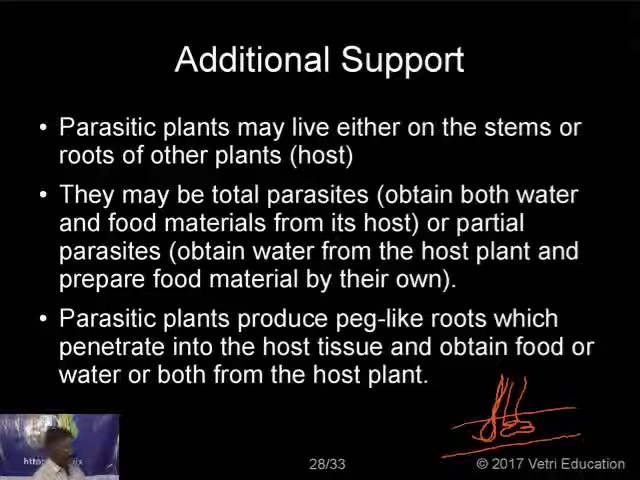 Additional Support
• Parasitic plants may live either on the stems or
roots of other plants (host)
• They may be total parasites (obtain both water
and food materials from its host) or partial
parasites (obtain water from the host plant and
prepare food material by their own).
• Parasitic plants produce peg-like roots which
penetrate into the host tissue and obtain food or
water or both from the host plant.
28/33
© 2017 Vetri Education